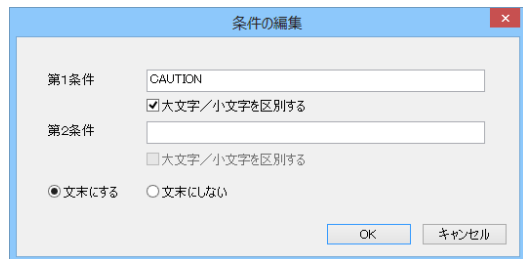 条件の編集
第1条件
CAUTION
大文字／小文字を区別する
第2条件
大文字／小文字を区別する
文末にする 文末にしない
OK キャンセル